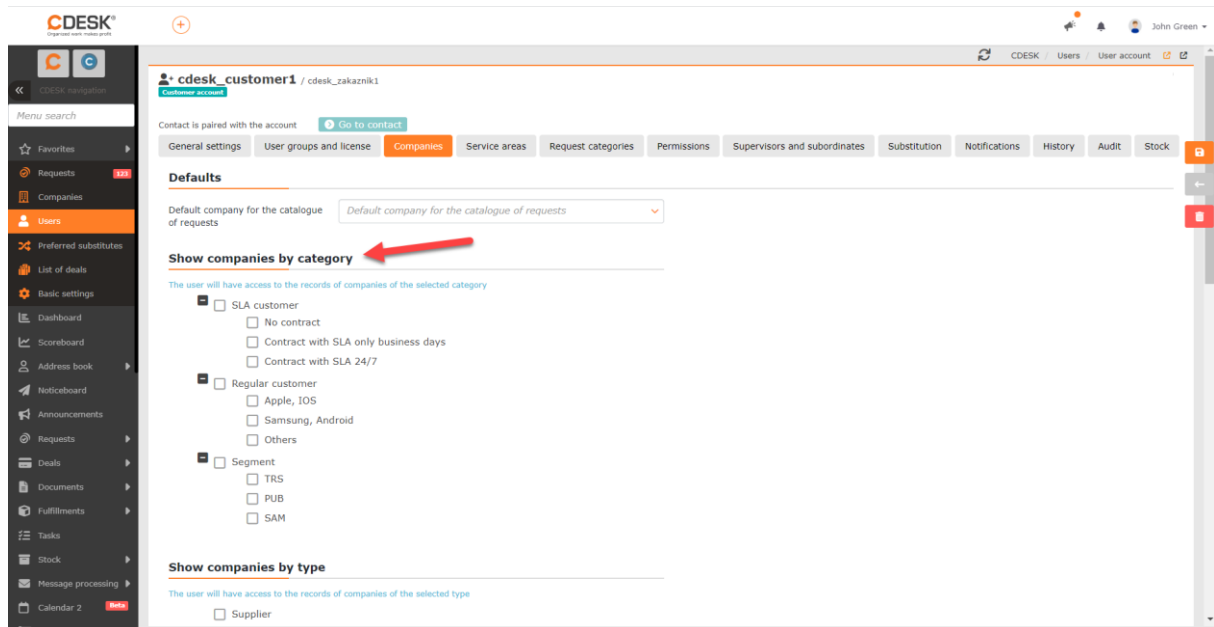 CDESK®
Organized work makes profit
John Green
CDESK navigation
CDESK / Users / User account
cdesk_customer1 / cdesk_zakaznik1
Customer account
Menu search
Contact is paired with the account
Go to contact
General settings
User groups and license
Companies
Service areas
Request categories
Permissions
Supervisors and subordinates
Substitution
Notifications
History
Audit
Stock
Favorites
Requests
123
Companies
Users
Preferred substitutes
List of deals
Basic settings
Dashboard
Scoreboard
Address book
Noticeboard
Announcements
Requests
Deals
Documents
Fulfillments
Tasks
Stock
Message processing
Calendar 2
Beta
Defaults
Default company for the catalogue
of requests
Default company for the catalogue of requests
Show companies by category
The user will have access to the records of companies of the selected category
SLA customer
No contract
Contract with SLA only business days
Contract with SLA 24/7
Regular customer
Apple, IOS
Samsung, Android
Others
Segment
TRS
PUB
SAM
Show companies by type
The user will have access to the records of companies of the selected type
Supplier